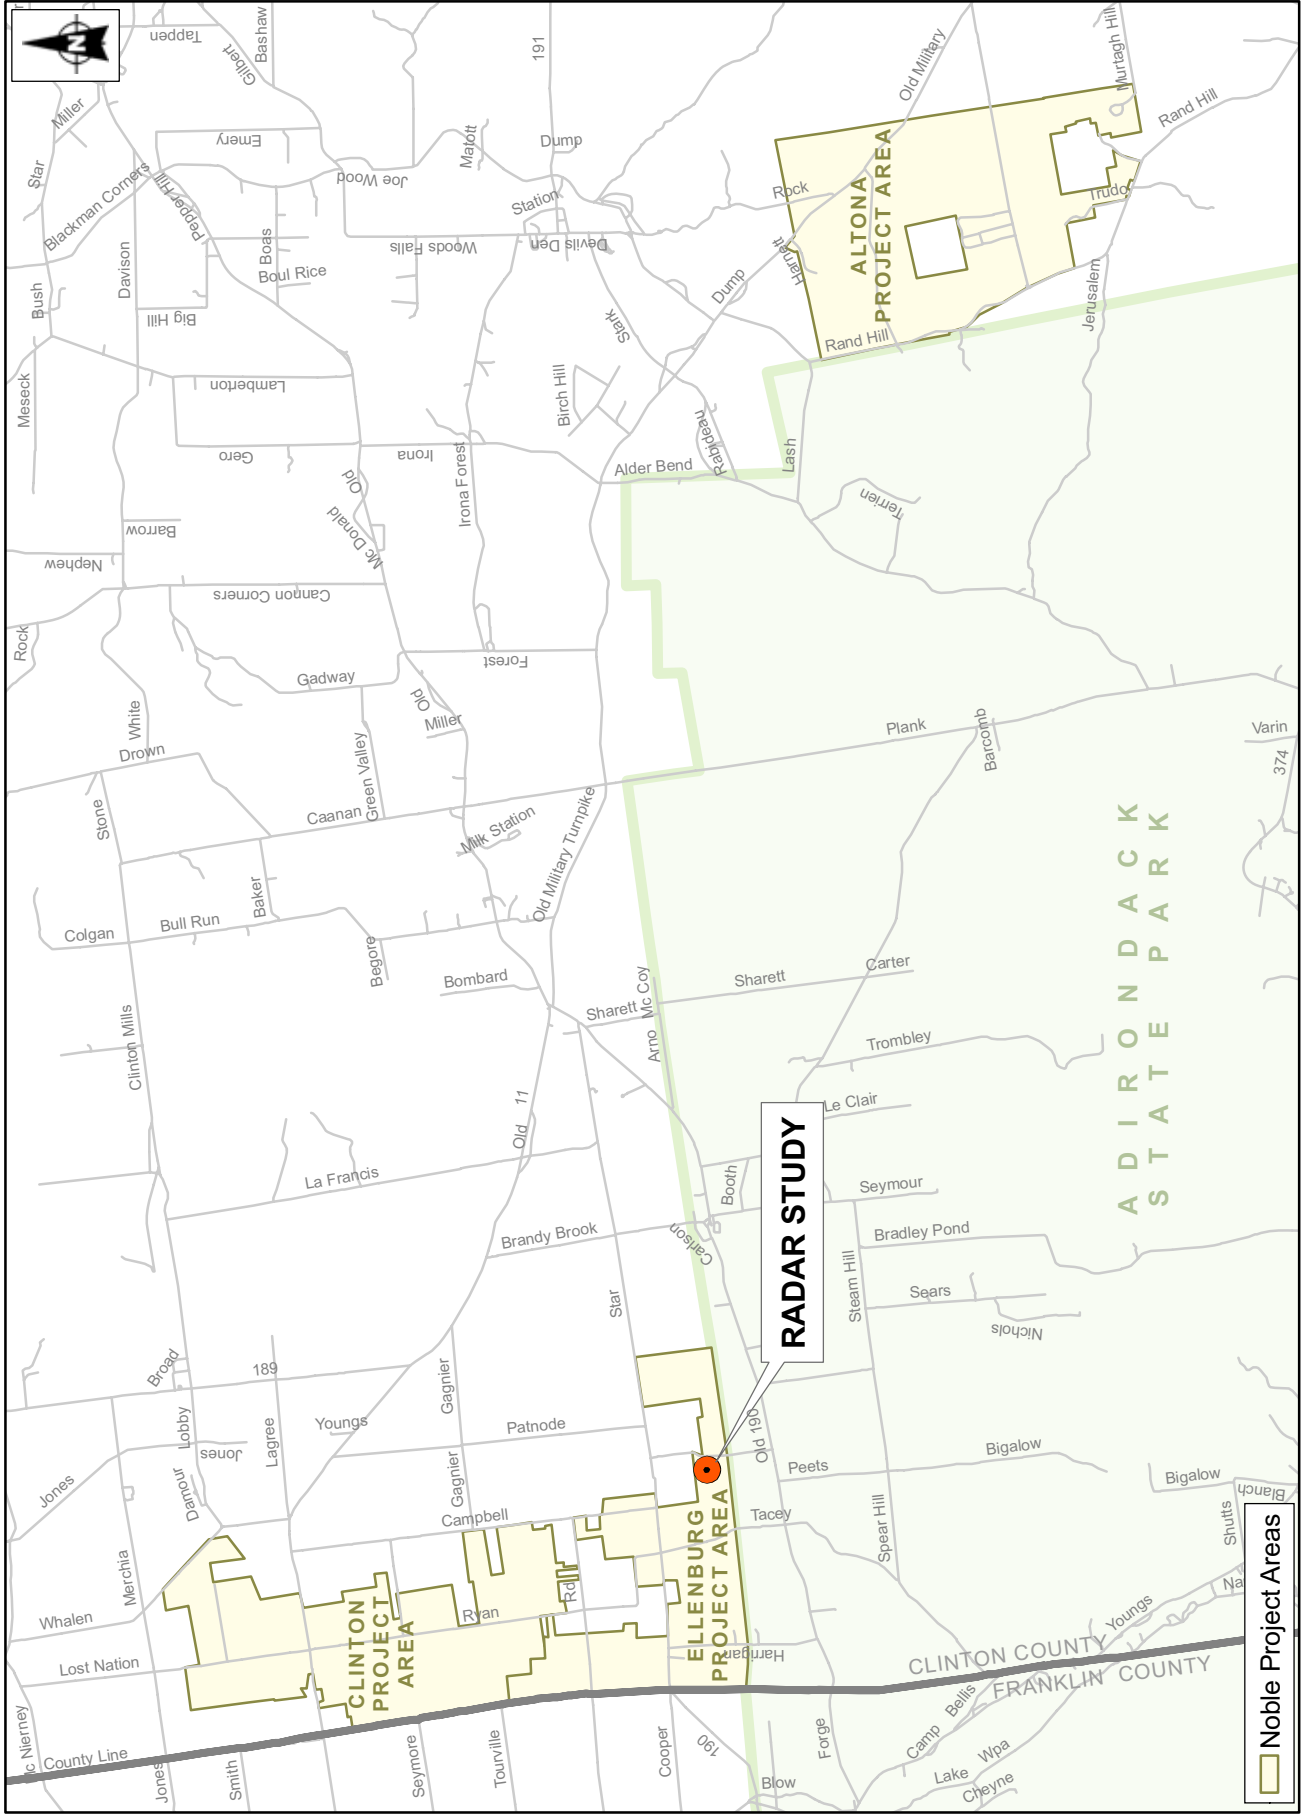 N
Tappen
Gilbert
Bashaw
191
Old Military
Murtagh Hill
Miller
Star
Blackman Corners
Emery
Pepper Hill
Joe Wood
Matott
Dump
Station
Rock
Rand Hill
Trudo
ALTONA
PROJECT AREA
Bush
Davison
Big Hill
Boas
Boul Rice
Woods Falls
Devils Den
Stark
Dump
Harnett
Rand Hill
Jerusalem
Meseck
Lamberton
Gero
Irona
Irona Forest
Birch Hill
Alder Bend
Rabideau
Lash
Terrien
Nephew
Barrow
Old
Mc Donald
Cannon Corners
Rock
White
Drown
Gadway
Old
Miller
Forest
Green Valley
Plank
Barcomb
Varin
374
Stone
Caanan
Milk Station
Old Military Turnpike
Baker
Bull Run
Colgan
Begore
Bombard
Sharett
Arno Mc Coy
Sharett
Carter
Clinton Mills
Trombley
Le Clair
Old 11
La Francis
Booth
Seymour
Brandy Brook
Carlson
Bradley Pond
Steam Hill
Sears
Nichols
Star
ADIRONDACK
STATE PARK
RADAR STUDY
Broad
189
Lobby
Jones
Jones
Damour
Lagree
Youngs
Gagnier
Gagnier
Patnode
Campbell
Old 190
Peets
Bigalow
Bigalow
Blanch
Shutts
Tacey
Spear Hill
Merchia
Whalen
Lost Nation
Ryan
Rd
CLINTON
PROJECT
AREA
ELLENBURG
PROJECT AREA
Harrigan
Youngs
Na
CLINTON COUNTY
FRANKLIN COUNTY
Nierney
County Line
Jones
Smith
Seymore
Tourville
Cooper
190
Blow
Forge
Camp
Bellis
Lake
Wpa
Cheyne
Noble Project Areas